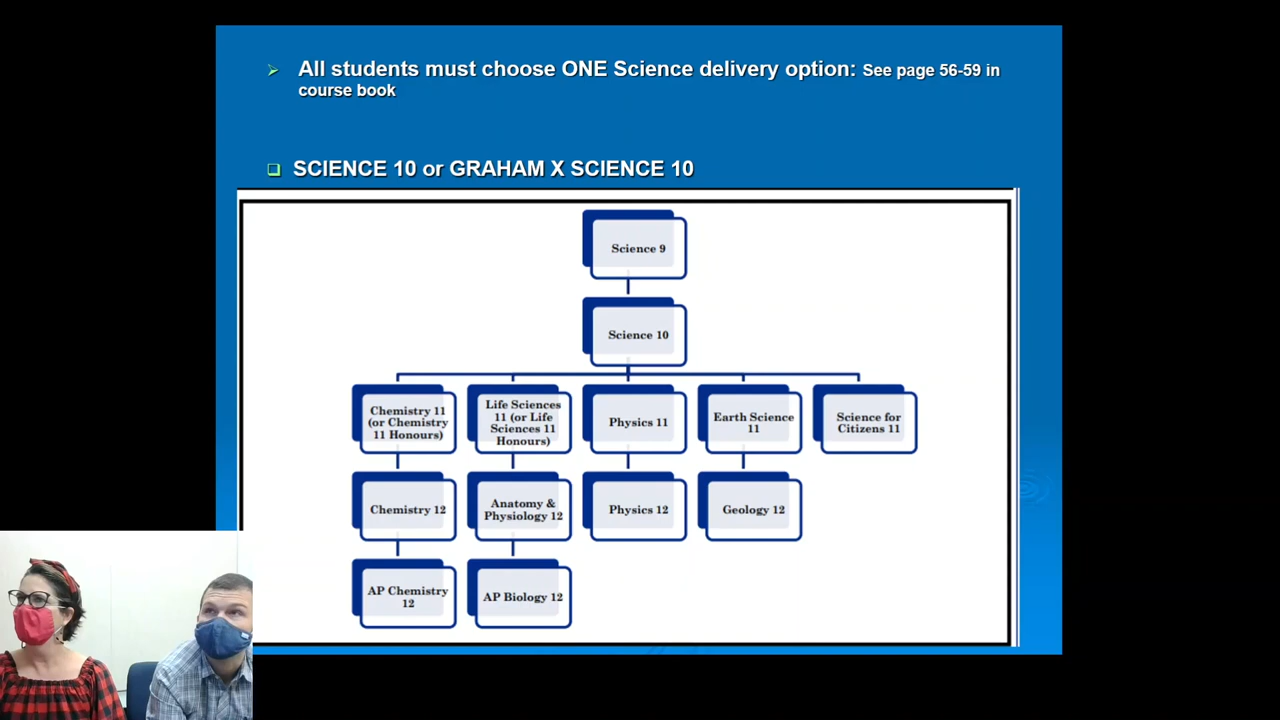 All students must choose ONE Science delivery option: See page 56-59 in
course book
SCIENCE 10 or GRAHAM X SCIENCE 10
Science 9
Science 10
Chemistry 11
(or Chemistry
11 Honours)
Life Sciences
11 (or Life
Sciences 11
Honours)
Physics 11
Earth Science
11
Science for
Citizens 11
Chemistry 12
Anatomy &
Physiology 12
Physics 12
Geology 12
AP Chemistry
12
AP Biology 12